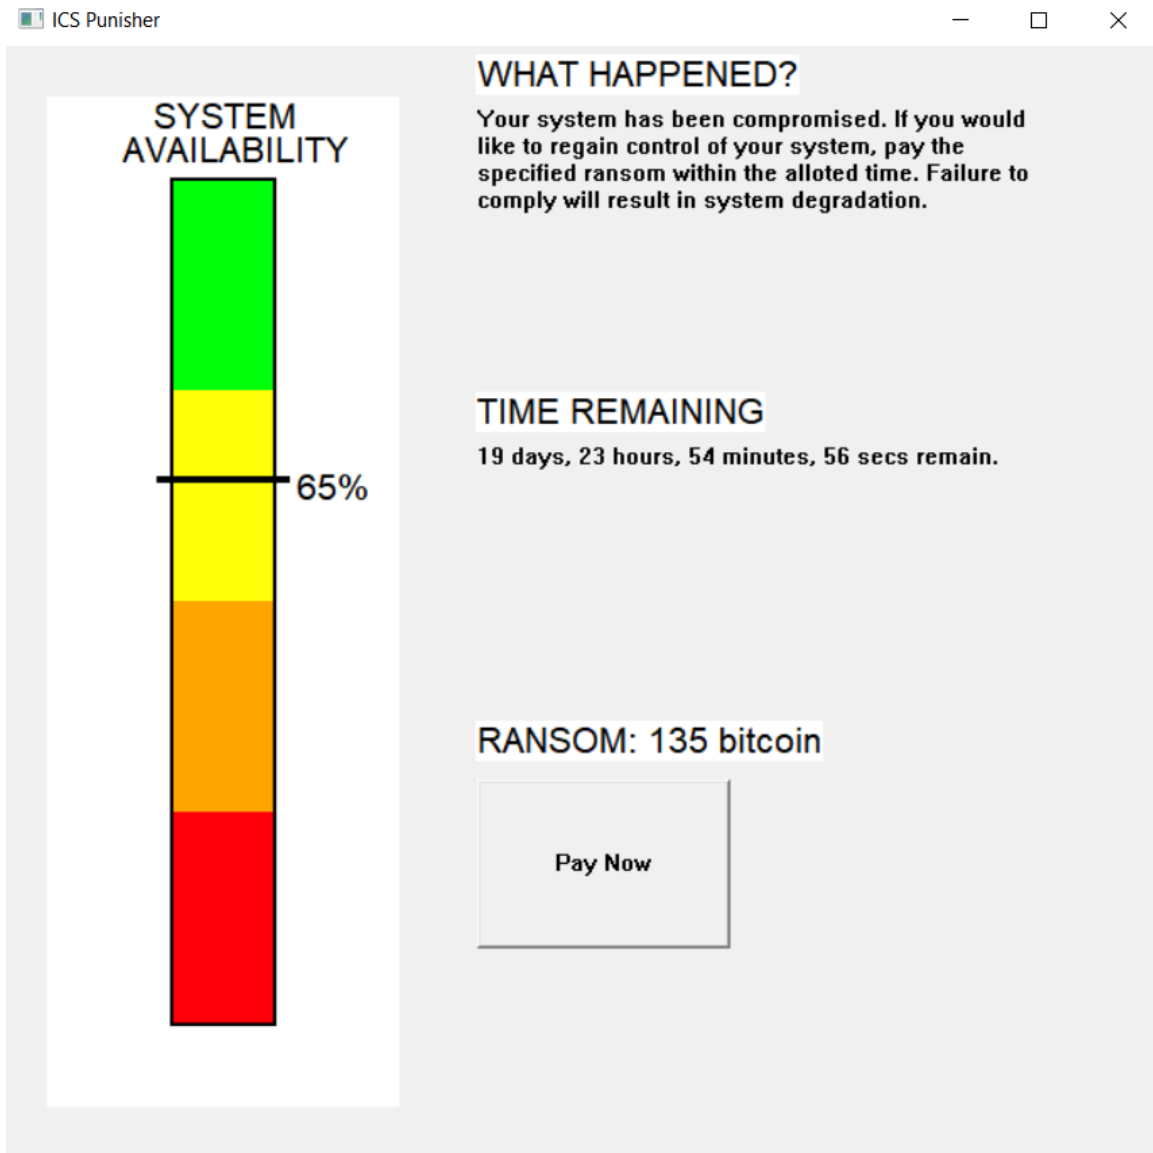 ICS Punisher
SYSTEM
AVAILABILITY
65%
WHAT HAPPENED?
Your system has been compromised. If you would
like to regain control of your system, pay the
specified ransom within the alloted time. Failure to
comply will result in system degradation.
TIME REMAINING
19 days, 23 hours, 54 minutes, 56 secs remain.
RANSOM: 135 bitcoin
Pay Now